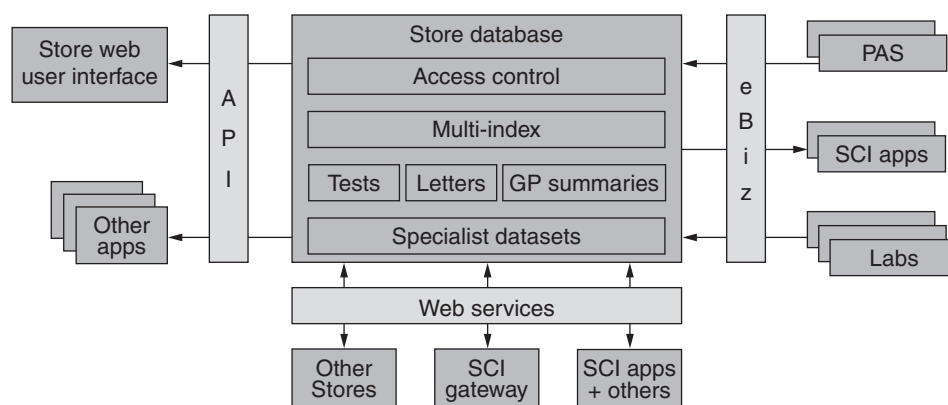 Store web
user interface
A
P
I
Store database
Access control
Multi-index
Tests
Letters
GP summaries
Specialist datasets
e
B
i
z
PAS
SCI apps
Labs
Other
apps
Web services
Other
Stores
SCI
gateway
SCI apps
+ others